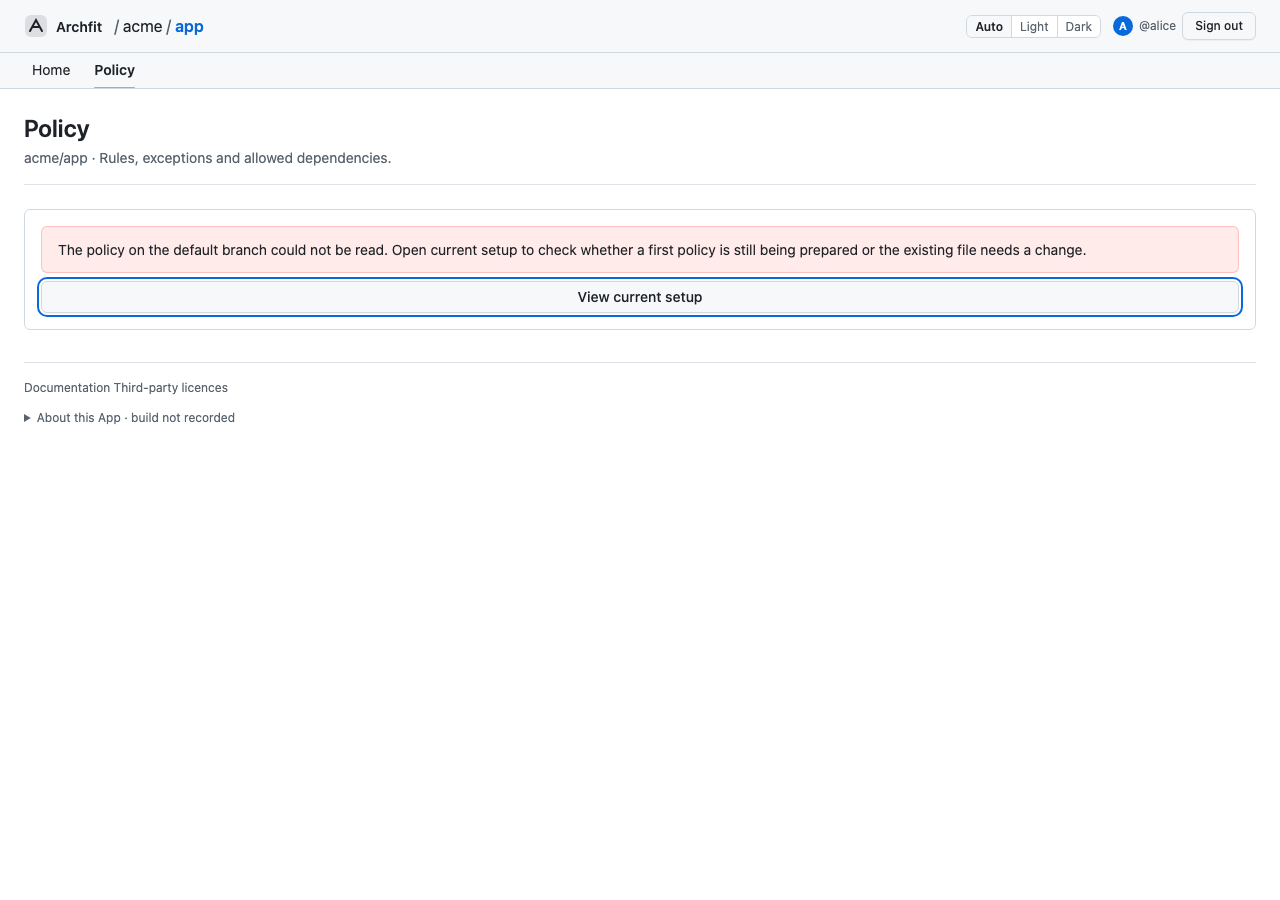 Archfit / acme / app
Auto Light Dark A @alice Sign out
Home Policy
Policy
acme/app · Rules, exceptions and allowed dependencies.
The policy on the default branch could not be read. Open current setup to check whether a first policy is still being prepared or the existing file needs a change.
View current setup
Documentation Third-party licences
About this App · build not recorded